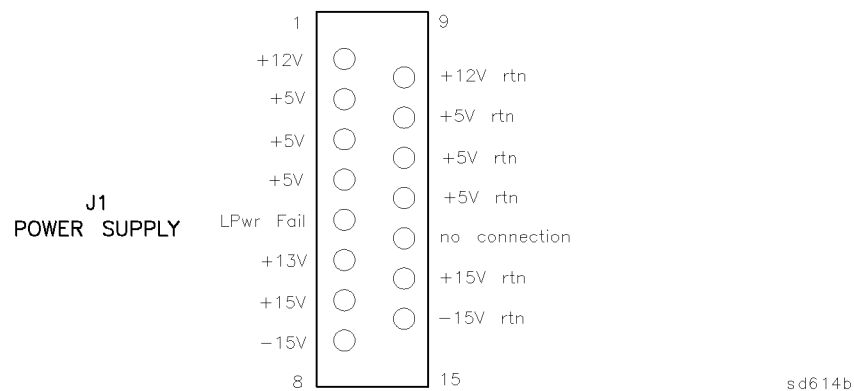 1 9
+12V
+12V rtn
+5V
+5V rtn
+5V
+5V rtn
+5V
+5V rtn
J1
POWER SUPPLY
LPwr Fail
no connection
+13V
+15V rtn
+15V
-15V rtn
-15V
8 15
sd614b